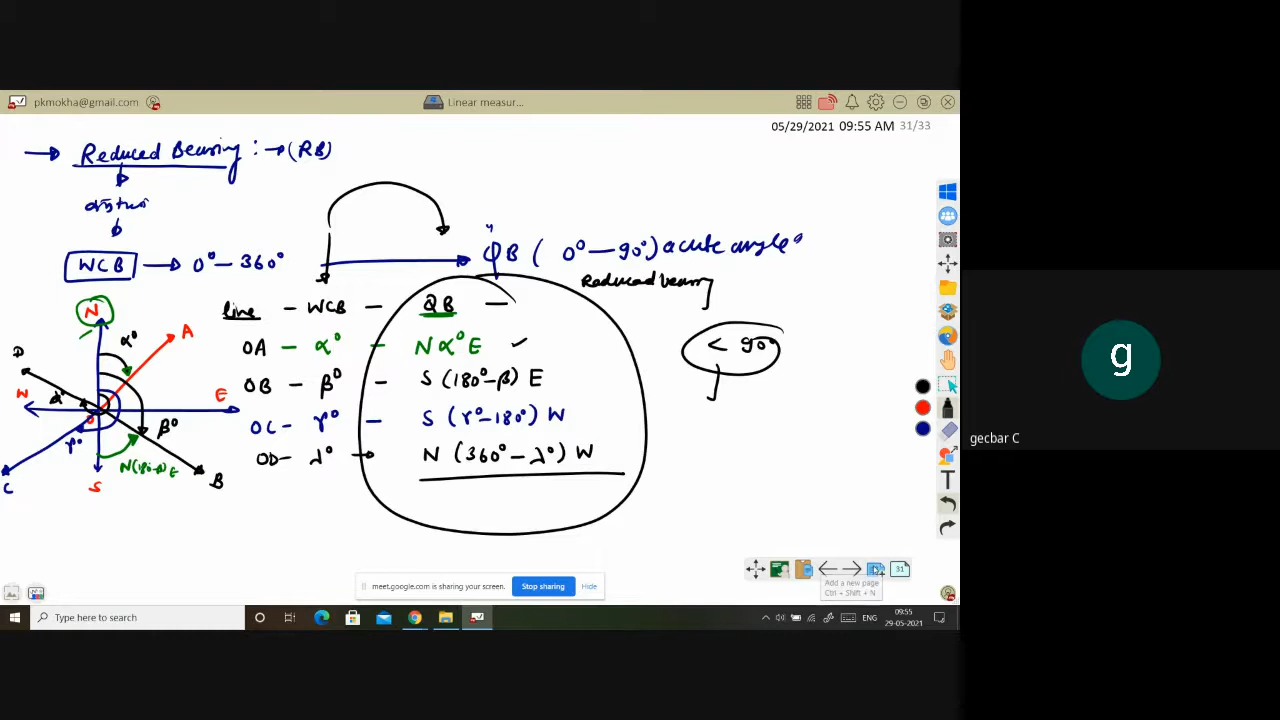 pkmokha@gmail.com
Linear measur...
05/29/2021 09:55 AM 31/33
→ Reduced Bearing : → (RB)
WCB → 0° – 360° → QB ( 0° – 90°) acute angle
Reduced bearing
line – WCB – QB –
OA – α° – N α° E ✓
< 90°
OB – β° – S (180° – β) E
OC – γ° – S (γ° – 180°) W
OD – λ° → N (360° – λ°) W
N
α°
A
D
W
E
O
β°
γ°
N(180-β)E
C
S
B
g
gecbar C
T
31
Add a new page
Ctrl + Shift + N
meet.google.com is sharing your screen.
Stop sharing
Hide
Type here to search
ENG
09:55
29-05-2021